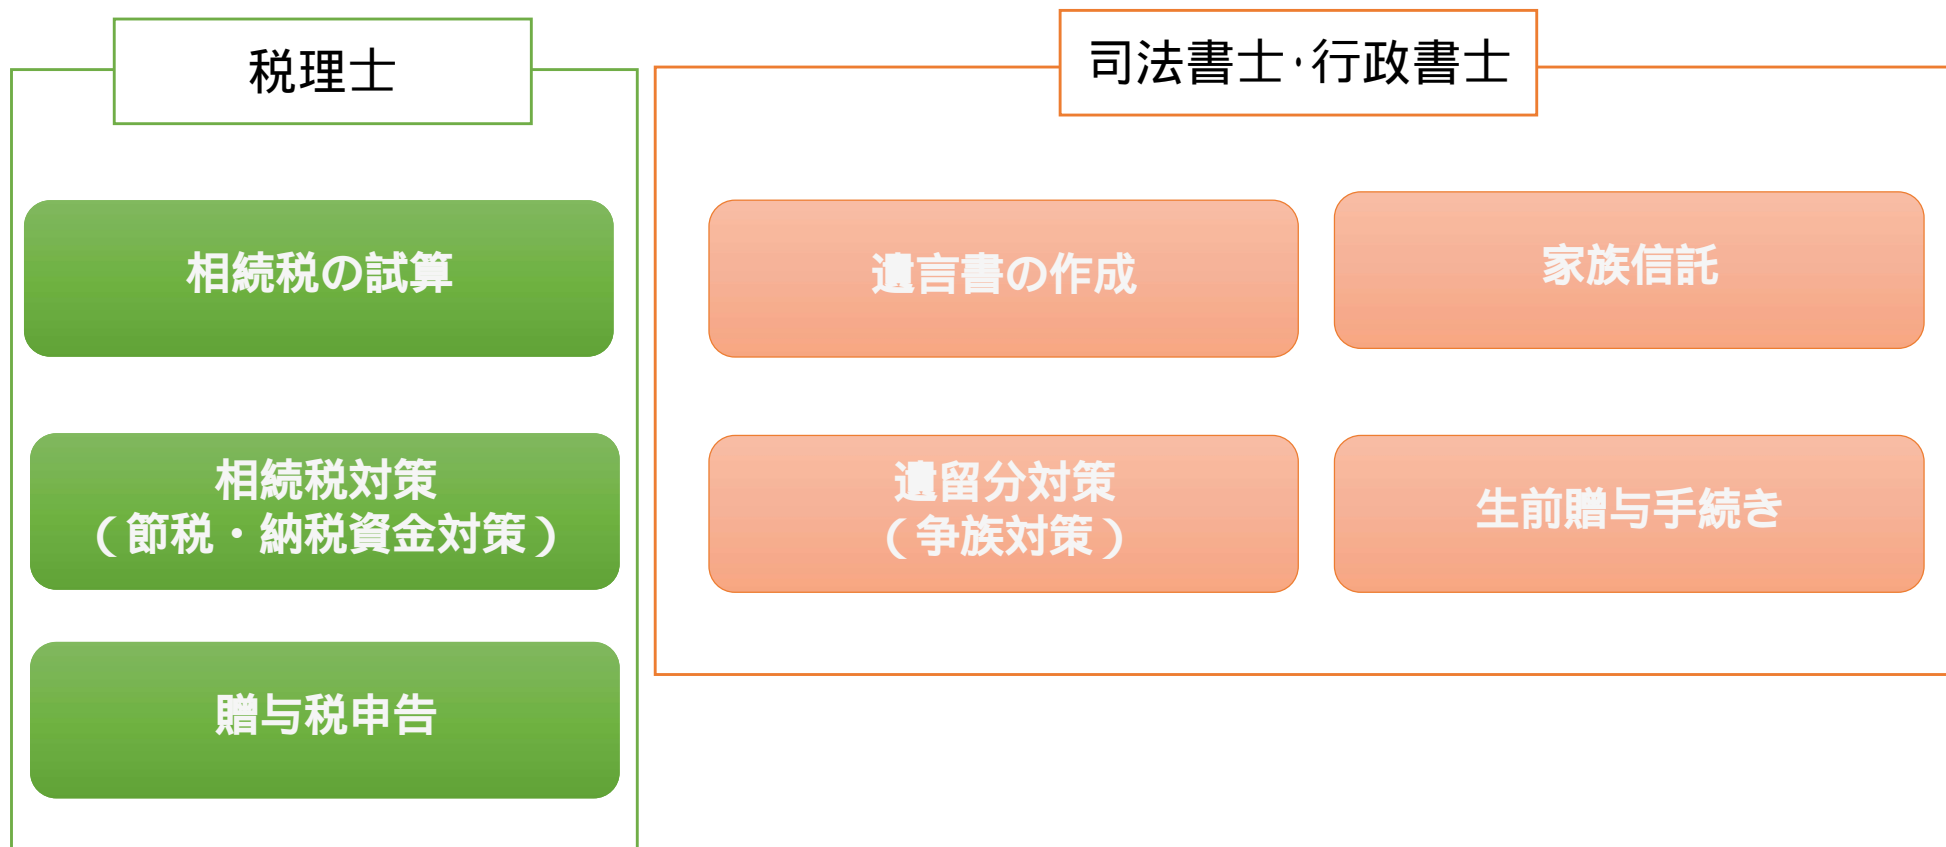 税理士
相続税の試算
相続税対策
（節税・納税資金対策）
贈与税申告
司法書士・行政書士
遺言書の作成
家族信託
遺留分対策
（争族対策）
生前贈与手続き